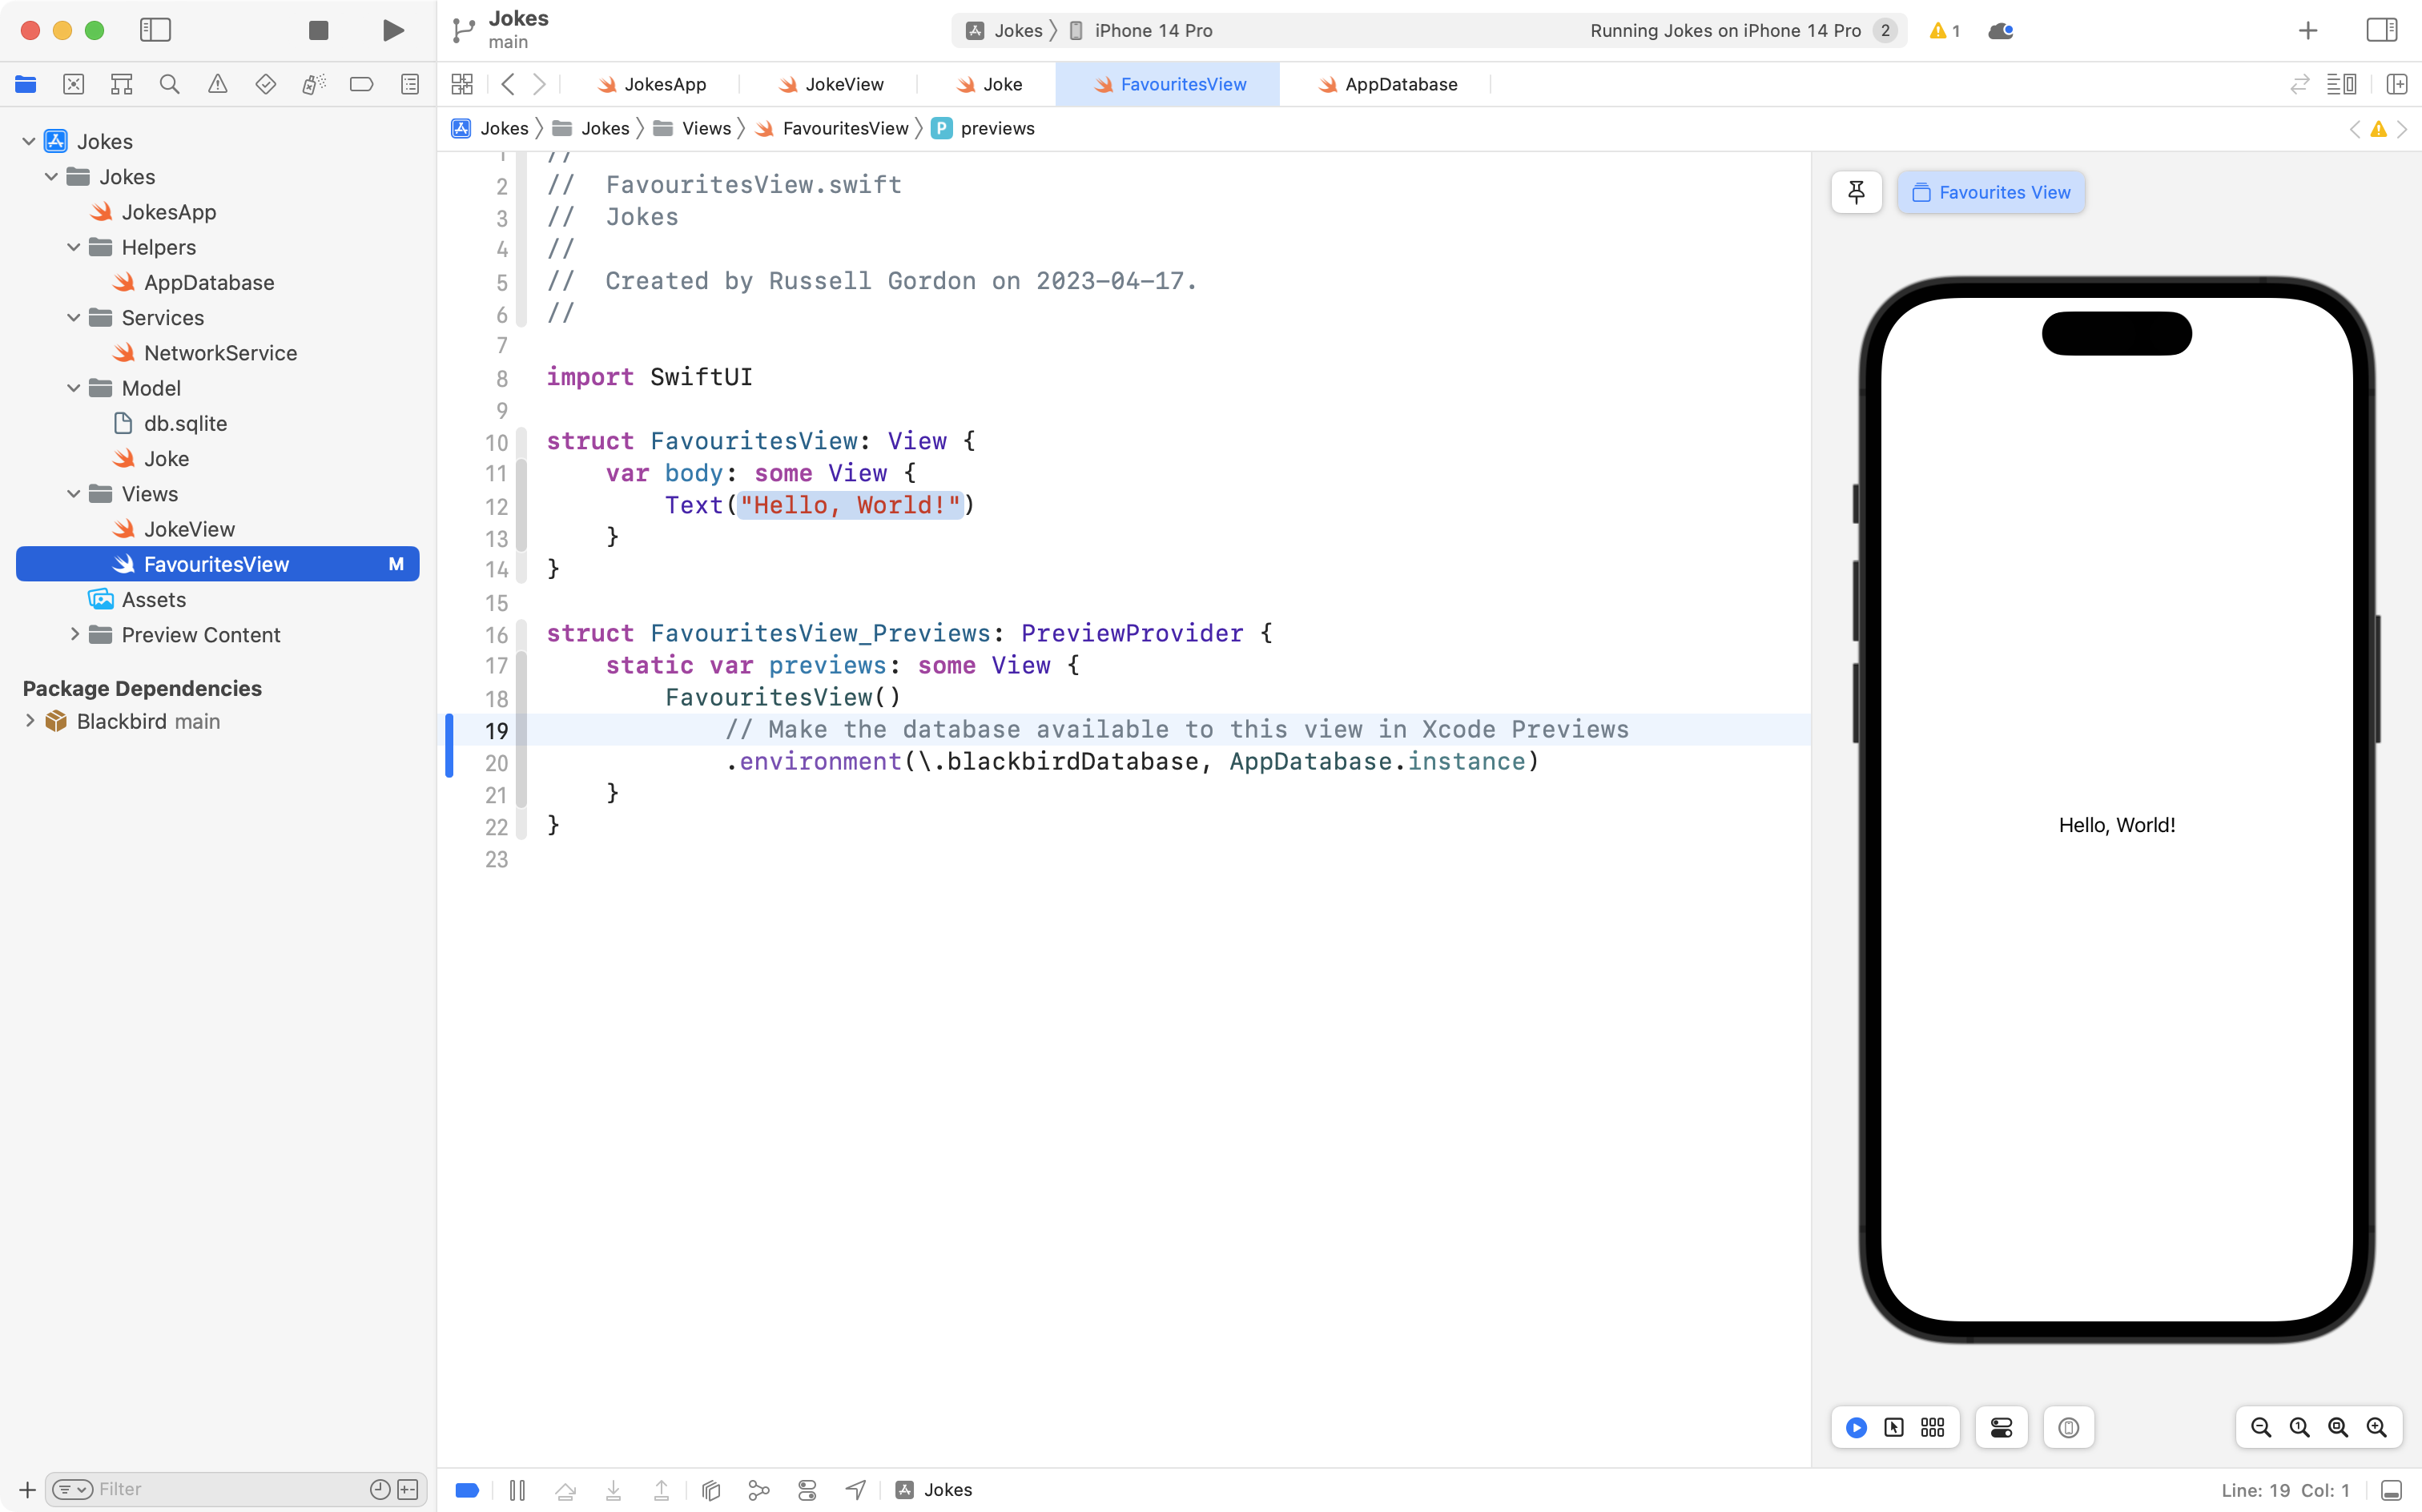 Jokes
main
Jokes
iPhone 14 Pro
Running Jokes on iPhone 14 Pro
2
1
JokesApp
JokeView
Joke
FavouritesView
AppDatabase
Jokes
Jokes
Views
FavouritesView
P
previews
Jokes
Jokes
JokesApp
Helpers
AppDatabase
Services
NetworkService
Model
db.sqlite
Joke
Views
JokeView
FavouritesView M
Assets
Preview Content
Package Dependencies
Blackbird main
Filter
1 //
2 //  FavouritesView.swift
3 //  Jokes
4 //
5 //  Created by Russell Gordon on 2023-04-17.
6 //
7
8 import SwiftUI
9
10 struct FavouritesView: View {
11     var body: some View {
12         Text("Hello, World!")
13     }
14 }
15
16 struct FavouritesView_Previews: PreviewProvider {
17     static var previews: some View {
18         FavouritesView()
19             // Make the database available to this view in Xcode Previews
20             .environment(\.blackbirdDatabase, AppDatabase.instance)
21     }
22 }
23
Favourites View
Hello, World!
Jokes
Line: 19  Col: 1